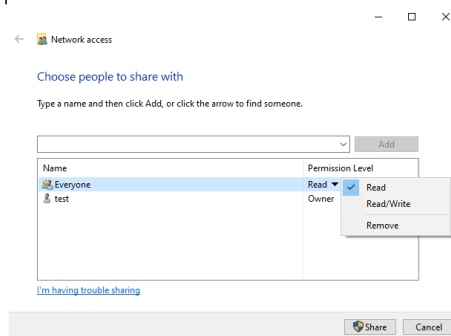 Network access
Choose people to share with
Type a name and then click Add, or click the arrow to find someone.
Add
Name Permission Level
Everyone Read
test Owner
Read
Read/Write
Remove
I'm having trouble sharing
Share Cancel